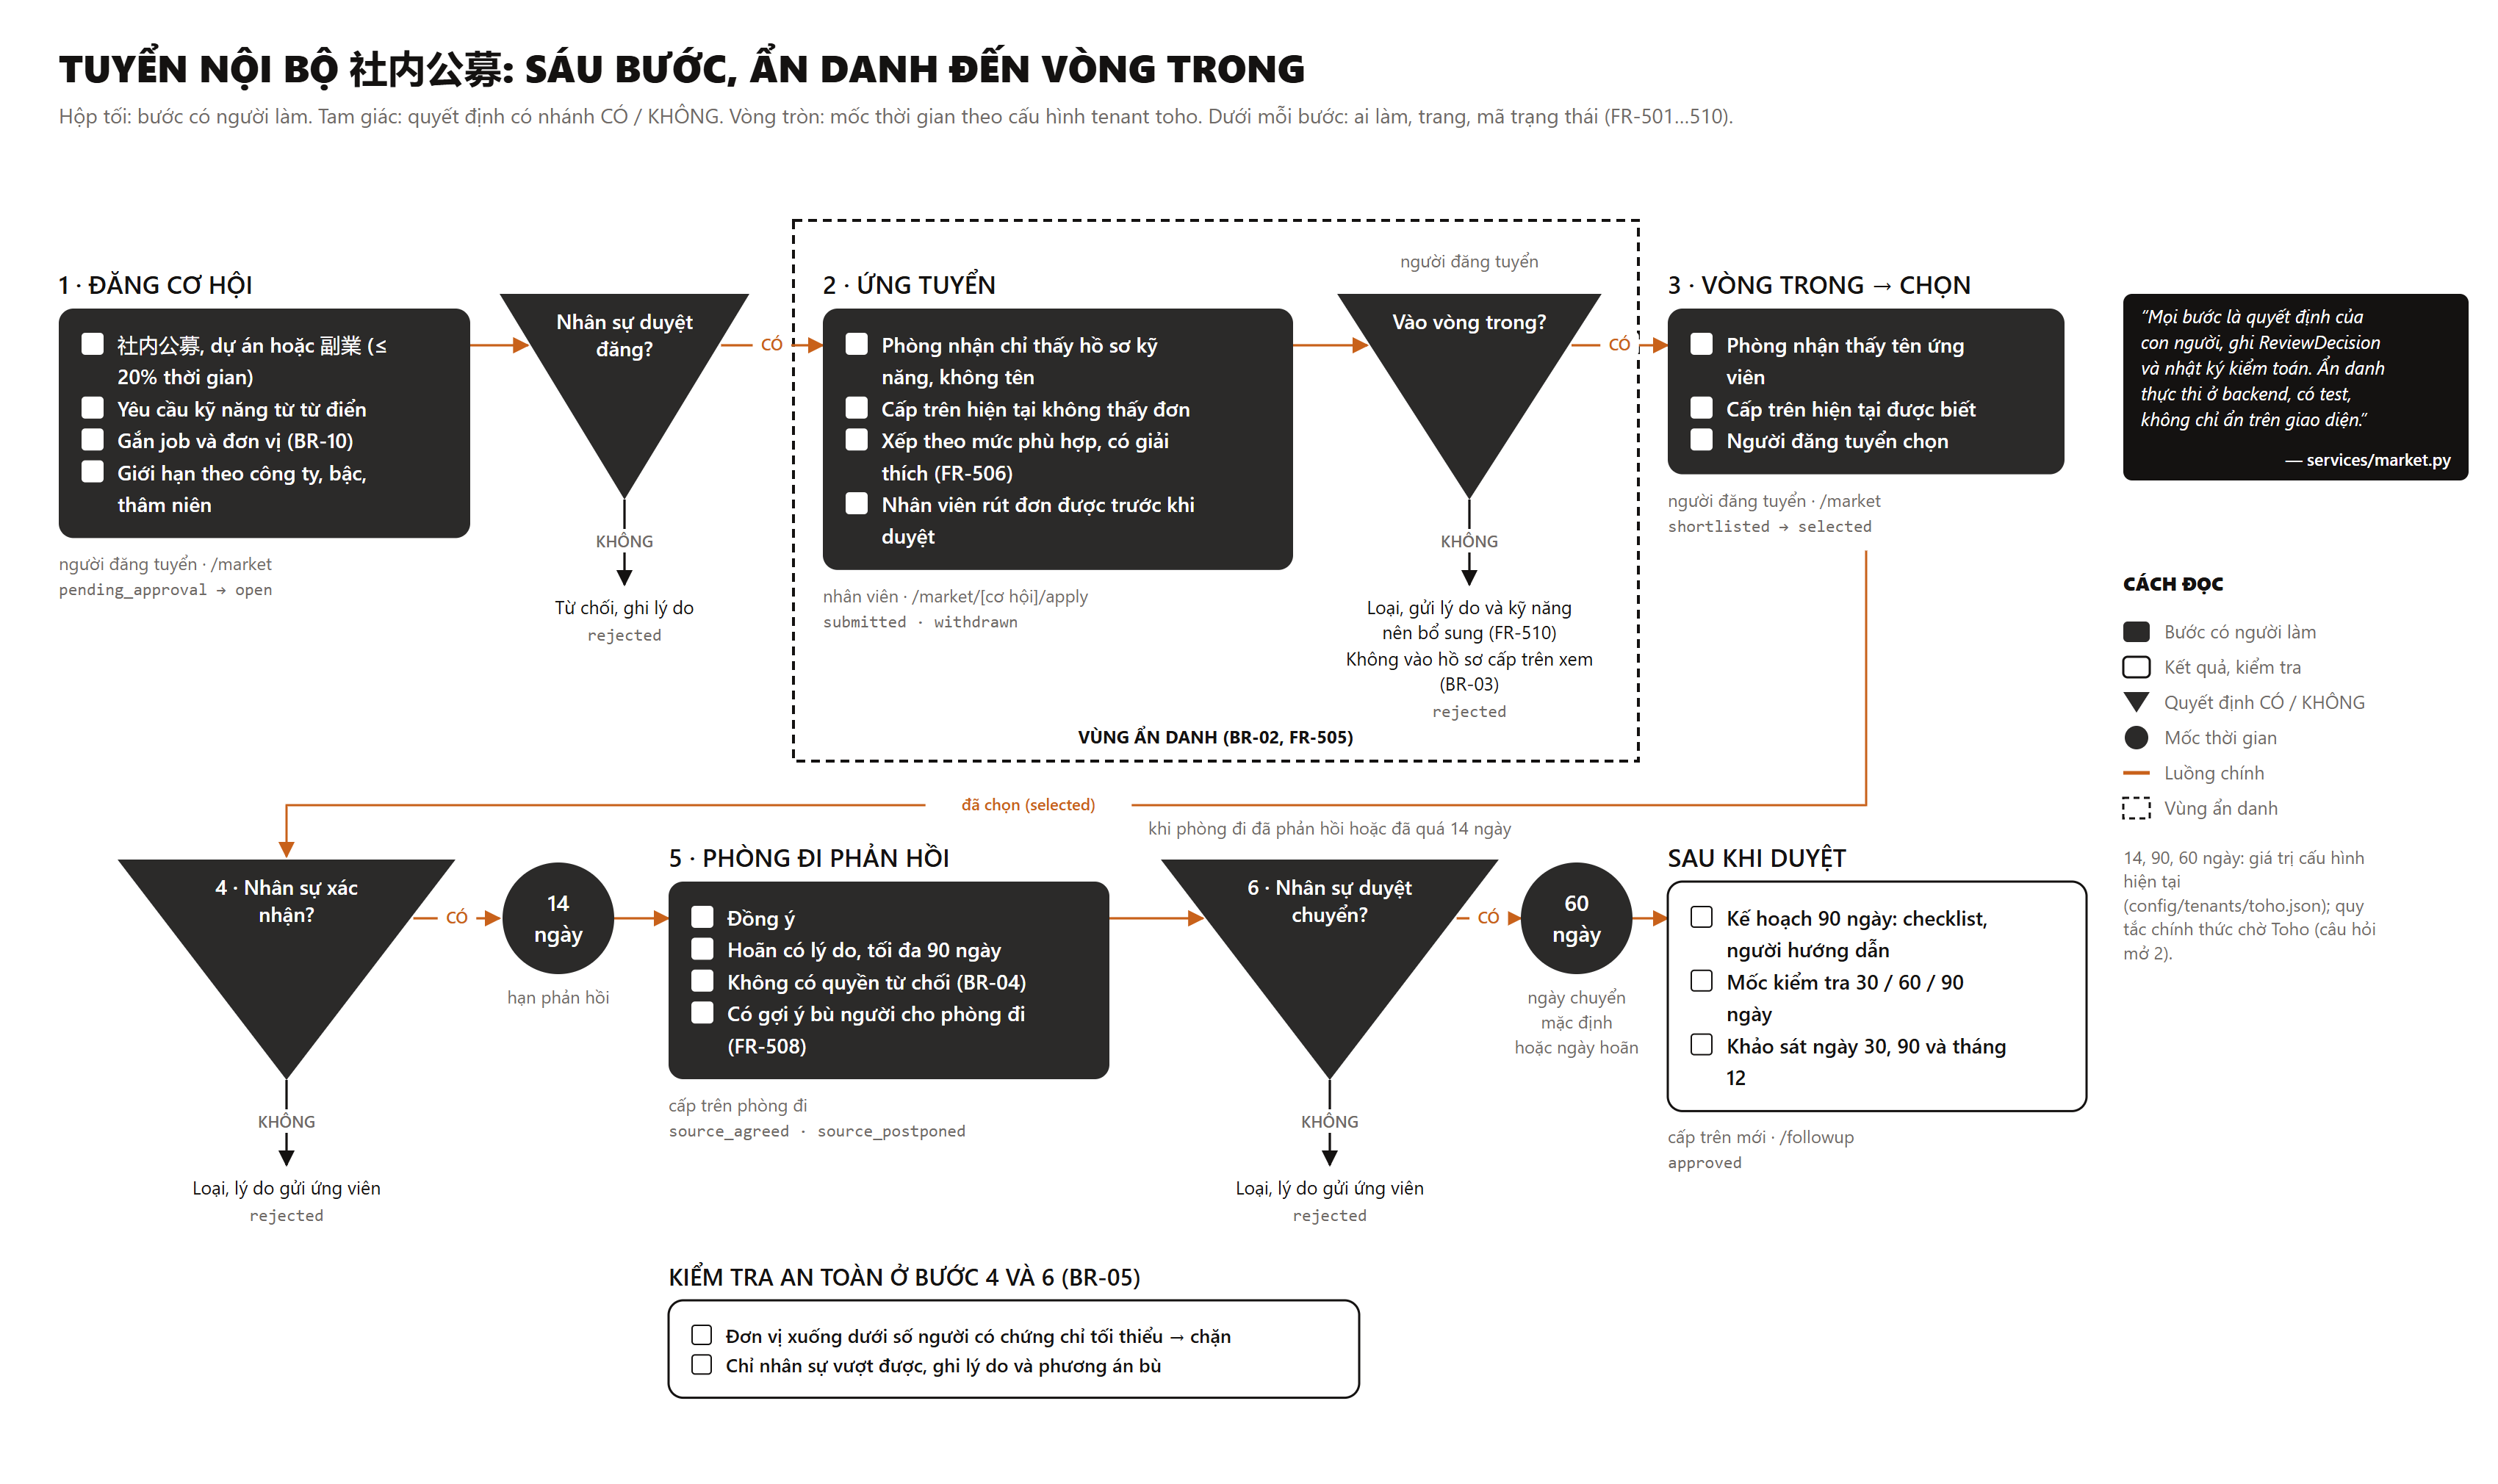 TUYỂN NỘI BỘ 社内公募: SÁU BƯỚC, ẨN DANH ĐẾN VÒNG TRONG
Hộp tối: bước có người làm. Tam giác: quyết định có nhánh CÓ / KHÔNG. Vòng tròn: mốc thời gian theo cấu hình tenant toho. Dưới mỗi bước: ai làm, trang, mã trạng thái (FR-501…510).
1 · ĐĂNG CƠ HỘI
社内公募, dự án hoặc 副業 (≤
20% thời gian)
Yêu cầu kỹ năng từ từ điển
Gắn job và đơn vị (BR-10)
Giới hạn theo công ty, bậc,
thâm niên
người đăng tuyển · /market
pending_approval → open
Nhân sự duyệt
đăng?
CÓ
KHÔNG
Từ chối, ghi lý do
rejected
2 · ỨNG TUYỂN
Phòng nhận chỉ thấy hồ sơ kỹ
năng, không tên
Cấp trên hiện tại không thấy đơn
Xếp theo mức phù hợp, có giải
thích (FR-506)
Nhân viên rút đơn được trước khi
duyệt
nhân viên · /market/[cơ hội]/apply
submitted · withdrawn
người đăng tuyển
Vào vòng trong?
CÓ
KHÔNG
Loại, gửi lý do và kỹ năng
nên bổ sung (FR-510)
Không vào hồ sơ cấp trên xem
(BR-03)
rejected
VÙNG ẨN DANH (BR-02, FR-505)
3 · VÒNG TRONG → CHỌN
Phòng nhận thấy tên ứng
viên
Cấp trên hiện tại được biết
Người đăng tuyển chọn
người đăng tuyển · /market
shortlisted → selected
“Mọi bước là quyết định của
con người, ghi ReviewDecision
và nhật ký kiểm toán. Ẩn danh
thực thi ở backend, có test,
không chỉ ẩn trên giao diện.”
— services/market.py
CÁCH ĐỌC
Bước có người làm
Kết quả, kiểm tra
Quyết định CÓ / KHÔNG
Mốc thời gian
Luồng chính
Vùng ẩn danh
14, 90, 60 ngày: giá trị cấu hình
hiện tại
(config/tenants/toho.json); quy
tắc chính thức chờ Toho (câu hỏi
mở 2).
đã chọn (selected)
4 · Nhân sự xác
nhận?
CÓ
KHÔNG
Loại, lý do gửi ứng viên
rejected
14
ngày
hạn phản hồi
5 · PHÒNG ĐI PHẢN HỒI
Đồng ý
Hoãn có lý do, tối đa 90 ngày
Không có quyền từ chối (BR-04)
Có gợi ý bù người cho phòng đi
(FR-508)
cấp trên phòng đi
source_agreed · source_postponed
khi phòng đi đã phản hồi hoặc đã quá 14 ngày
6 · Nhân sự duyệt
chuyển?
CÓ
KHÔNG
Loại, lý do gửi ứng viên
rejected
60
ngày
ngày chuyển
mặc định
hoặc ngày hoãn
SAU KHI DUYỆT
Kế hoạch 90 ngày: checklist,
người hướng dẫn
Mốc kiểm tra 30 / 60 / 90
ngày
Khảo sát ngày 30, 90 và tháng
12
cấp trên mới · /followup
approved
KIỂM TRA AN TOÀN Ở BƯỚC 4 VÀ 6 (BR-05)
Đơn vị xuống dưới số người có chứng chỉ tối thiểu → chặn
Chỉ nhân sự vượt được, ghi lý do và phương án bù